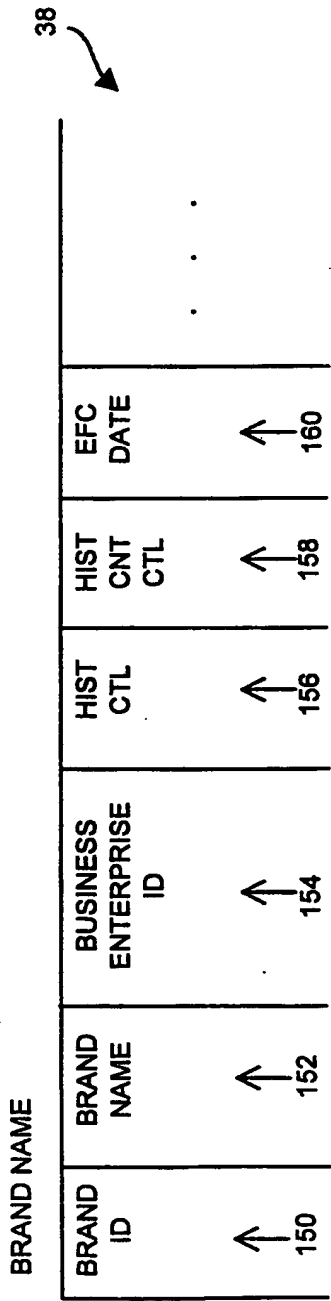 BRAND NAME
38
BRAND ID
BRAND NAME
BUSINESS ENTERPRISE ID
HIST CTL
HIST CNT CTL
EFC DATE
. . .
150
152
154
156
158
160